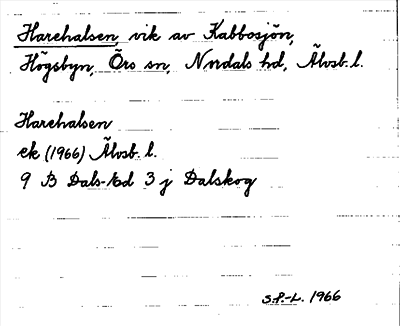 Harehalsen, vik av Kabbosjön,
Högsbyn, Örs sn, Nordals hd, Älvsb. l.
Harehalsen
ek (1966) Älvsb. l.
9 B Dals-Ed 3 j Dalskog
S.P.-L. 1966